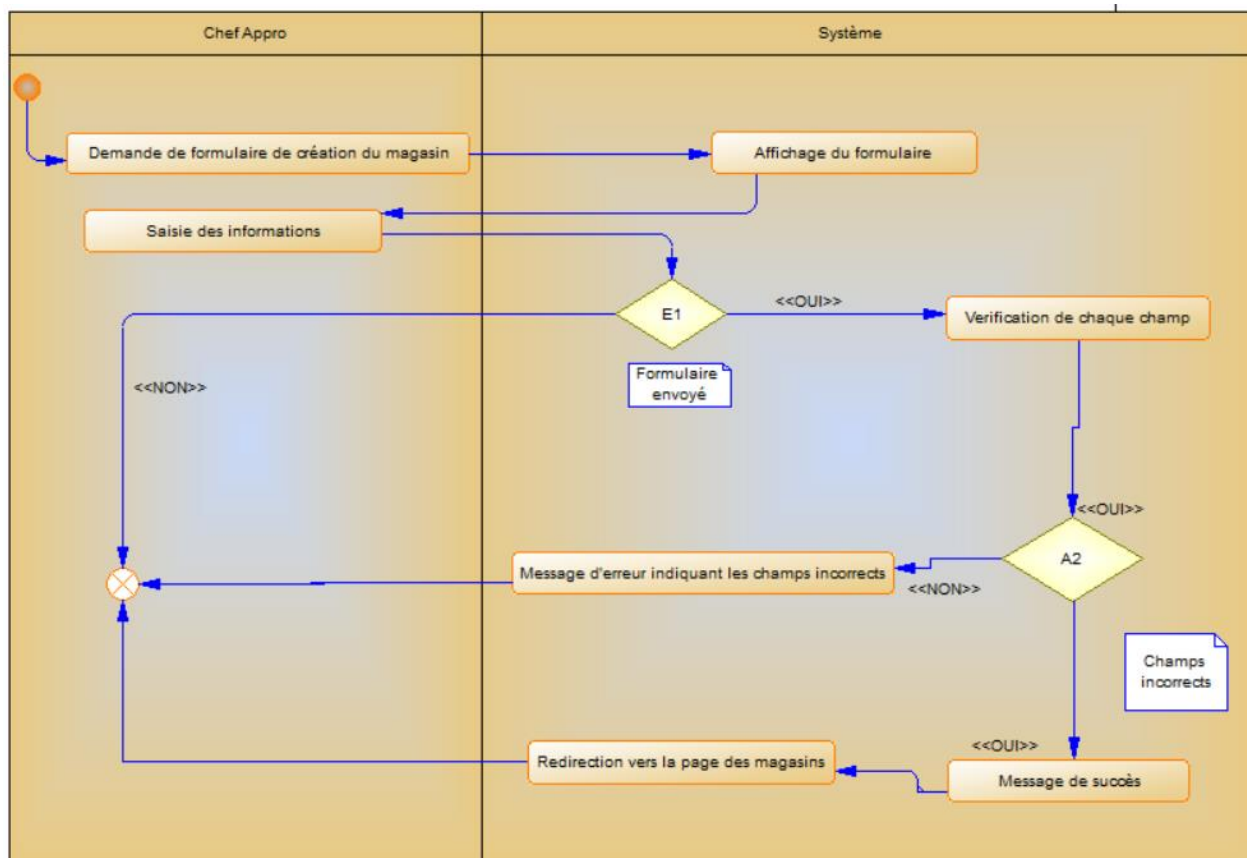 Chef Appro
Système
Demande de formulaire de création du magasin
Affichage du formulaire
Saisie des informations
E1
<<OUI>>
Verification de chaque champ
Formulaire
envoyé
<<NON>>
<<OUI>>
A2
Message d'erreur indiquant les champs incorrects
<<NON>>
Champs
incorrects
<<OUI>>
Redirection vers la page des magasins
Message de succès